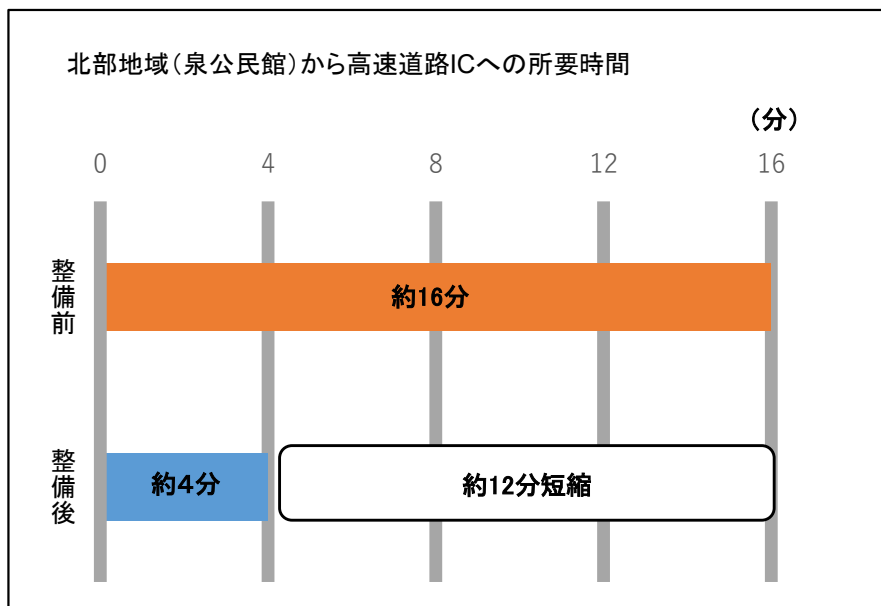 北部地域（泉公民館）から高速道路ICへの所要時間
（分）
0 4 8 12 16
整備前
約16分
整備後
約4分
約12分短縮